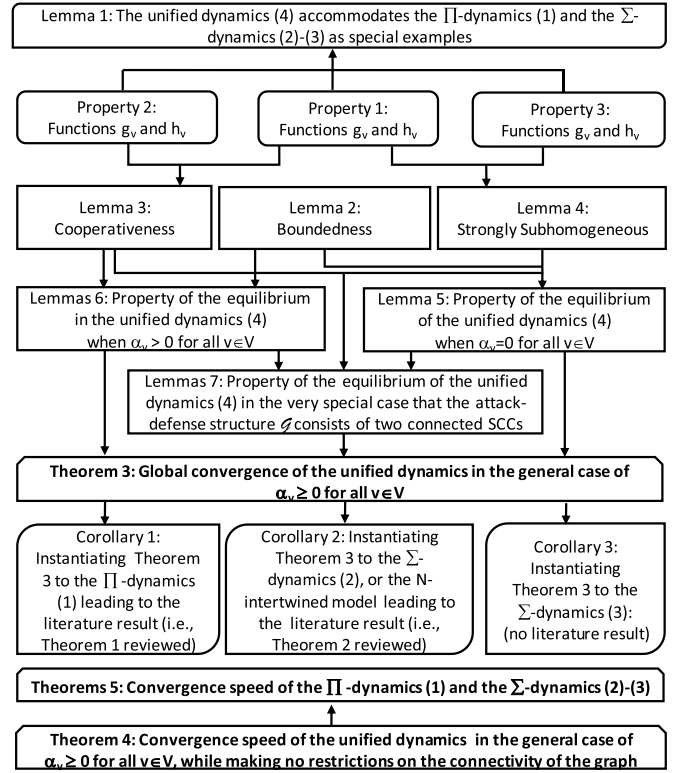 Lemma 1: The unified dynamics (4) accommodates the ∏-dynamics (1) and the ∑-
dynamics (2)-(3) as special examples
Property 2:
Functions gᵥ and hᵥ
Property 1:
Functions gᵥ and hᵥ
Property 3:
Functions gᵥ and hᵥ
Lemma 3:
Cooperativeness
Lemma 2:
Boundedness
Lemma 4:
Strongly Subhomogeneous
Lemmas 6: Property of the equilibrium
in the unified dynamics (4)
when αᵥ > 0 for all v∈V
Lemma 5: Property of the equilibrium
of the unified dynamics (4)
when αᵥ=0 for all v∈V
Lemmas 7: Property of the equilibrium of the unified
dynamics (4) in the very special case that the attack-
defense structure 𝒢 consists of two connected SCCs
Theorem 3: Global convergence of the unified dynamics in the general case of
αᵥ ≥ 0 for all v∈V
Corollary 1:
Instantiating Theorem
3 to the ∏ -dynamics
(1) leading to the
literature result (i.e.,
Theorem 1 reviewed)
Corollary 2: Instantiating
Theorem 3 to the ∑-
dynamics (2), or the N-
intertwined model leading to
the literature result (i.e.,
Theorem 2 reviewed)
Corollary 3:
Instantiating
Theorem 3 to the
∑-dynamics (3):
(no literature result)
Theorems 5: Convergence speed of the ∏ -dynamics (1) and the ∑-dynamics (2)-(3)
Theorem 4: Convergence speed of the unified dynamics in the general case of
αᵥ ≥ 0 for all v∈V, while making no restrictions on the connectivity of the graph